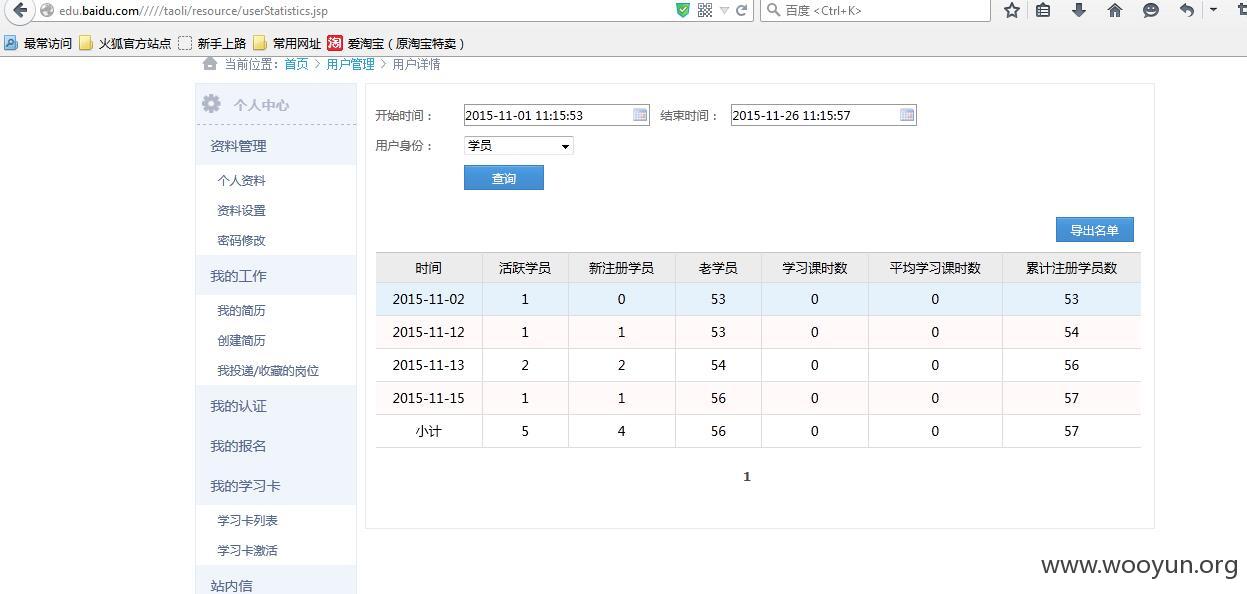 edu.baidu.com/////taoli/resource/userStatistics.jsp
百度 <Ctrl+K>
最常访问 火狐官方站点 新手上路 常用网址 淘 爱淘宝（原淘宝特卖）
当前位置：首页 > 用户管理 > 用户详情
个人中心
资料管理
个人资料
资料设置
密码修改
我的工作
我的简历
创建简历
我投递/收藏的岗位
我的认证
我的报名
我的学习卡
学习卡列表
学习卡激活
站内信
开始时间： 2015-11-01 11:15:53 结束时间： 2015-11-26 11:15:57
用户身份： 学员
查询
导出名单
时间 活跃学员 新注册学员 老学员 学习课时数 平均学习课时数 累计注册学员数
2015-11-02 1 0 53 0 0 53
2015-11-12 1 1 53 0 0 54
2015-11-13 2 2 54 0 0 56
2015-11-15 1 1 56 0 0 57
小计 5 4 56 0 0 57
1
www.wooyun.org